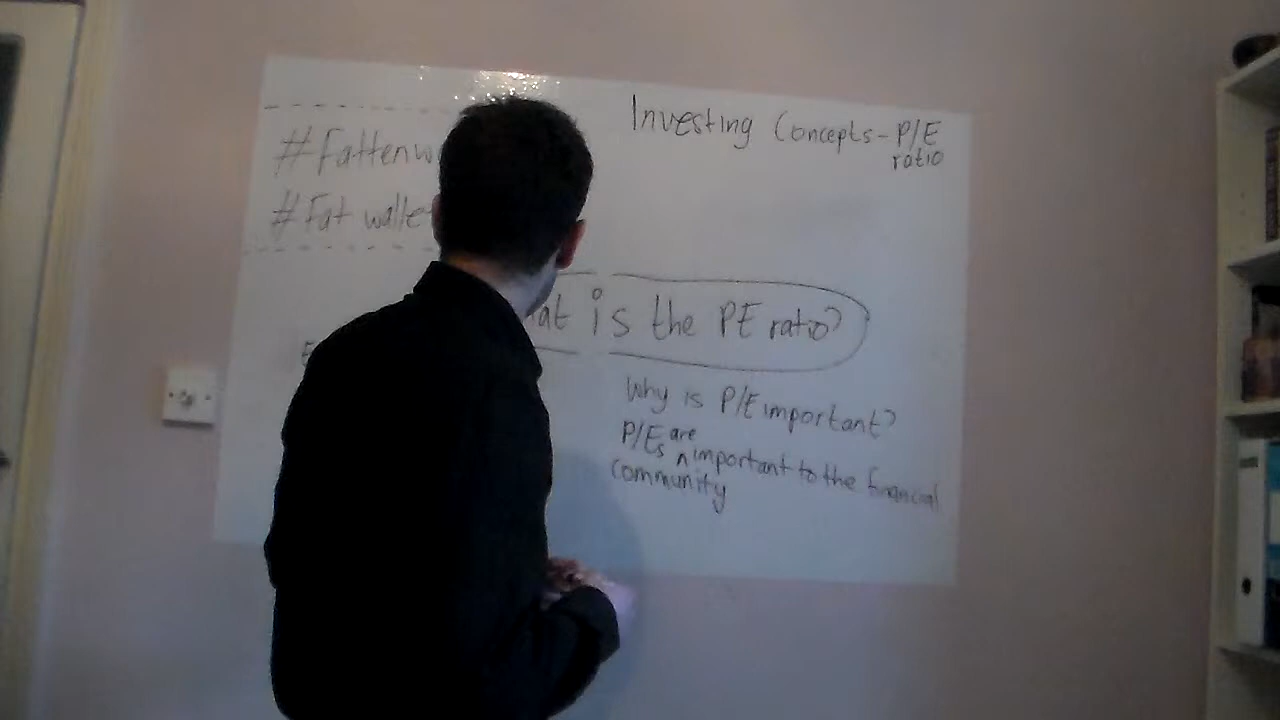 Investing Concepts - P/E
ratio
#Fattenw
#Fat walle
at is the PE ratio?
E
Why is P/E important?
P/Es are important to the financial
community